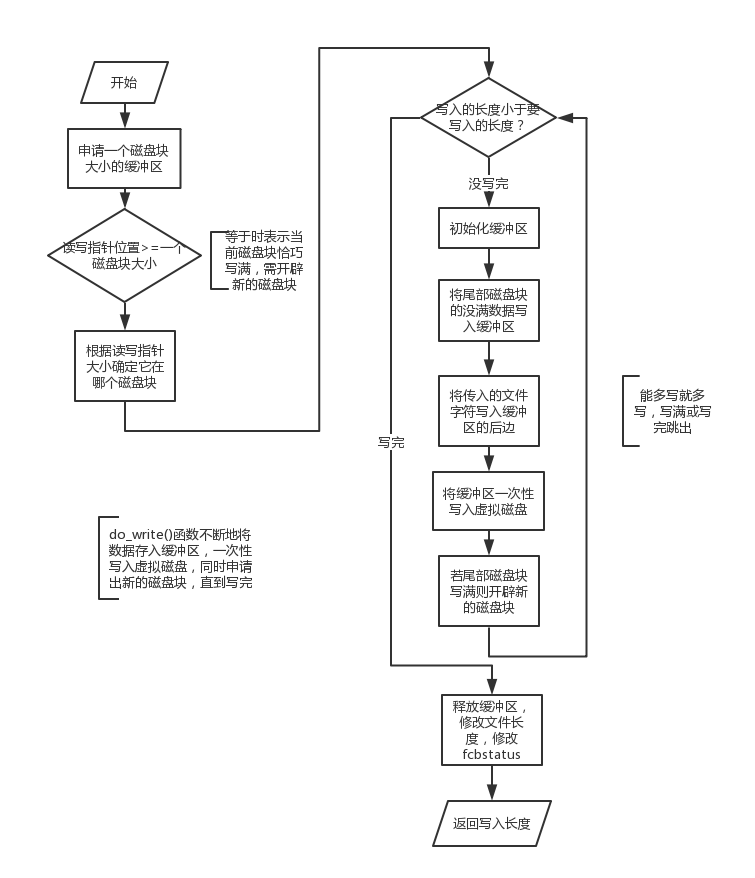 开始
申请一个磁盘块
大小的缓冲区
读写指针位置>=一个
磁盘块大小
等于时表示当
前磁盘块恰巧
写满，需开辟
新的磁盘块
根据读写指针
大小确定它在
哪个磁盘块
do_write()函数不断地将
数据存入缓冲区，一次性
写入虚拟磁盘，同时申请
出新的磁盘块，直到写完
写入的长度小于要
写入的长度？
没写完
初始化缓冲区
将尾部磁盘块
的没满数据写
入缓冲区
将传入的文件
字符写入缓冲
区的后边
能多写就多
写，写满或写
完跳出
写完
将缓冲区一次性
写入虚拟磁盘
若尾部磁盘块
写满则开辟新
的磁盘块
释放缓冲区，
修改文件长
度，修改
fcbstatus
返回写入长度